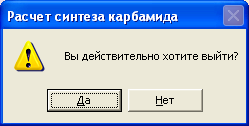 Расчет синтеза карбамида
Вы действительно хотите выйти?
Да
Нет